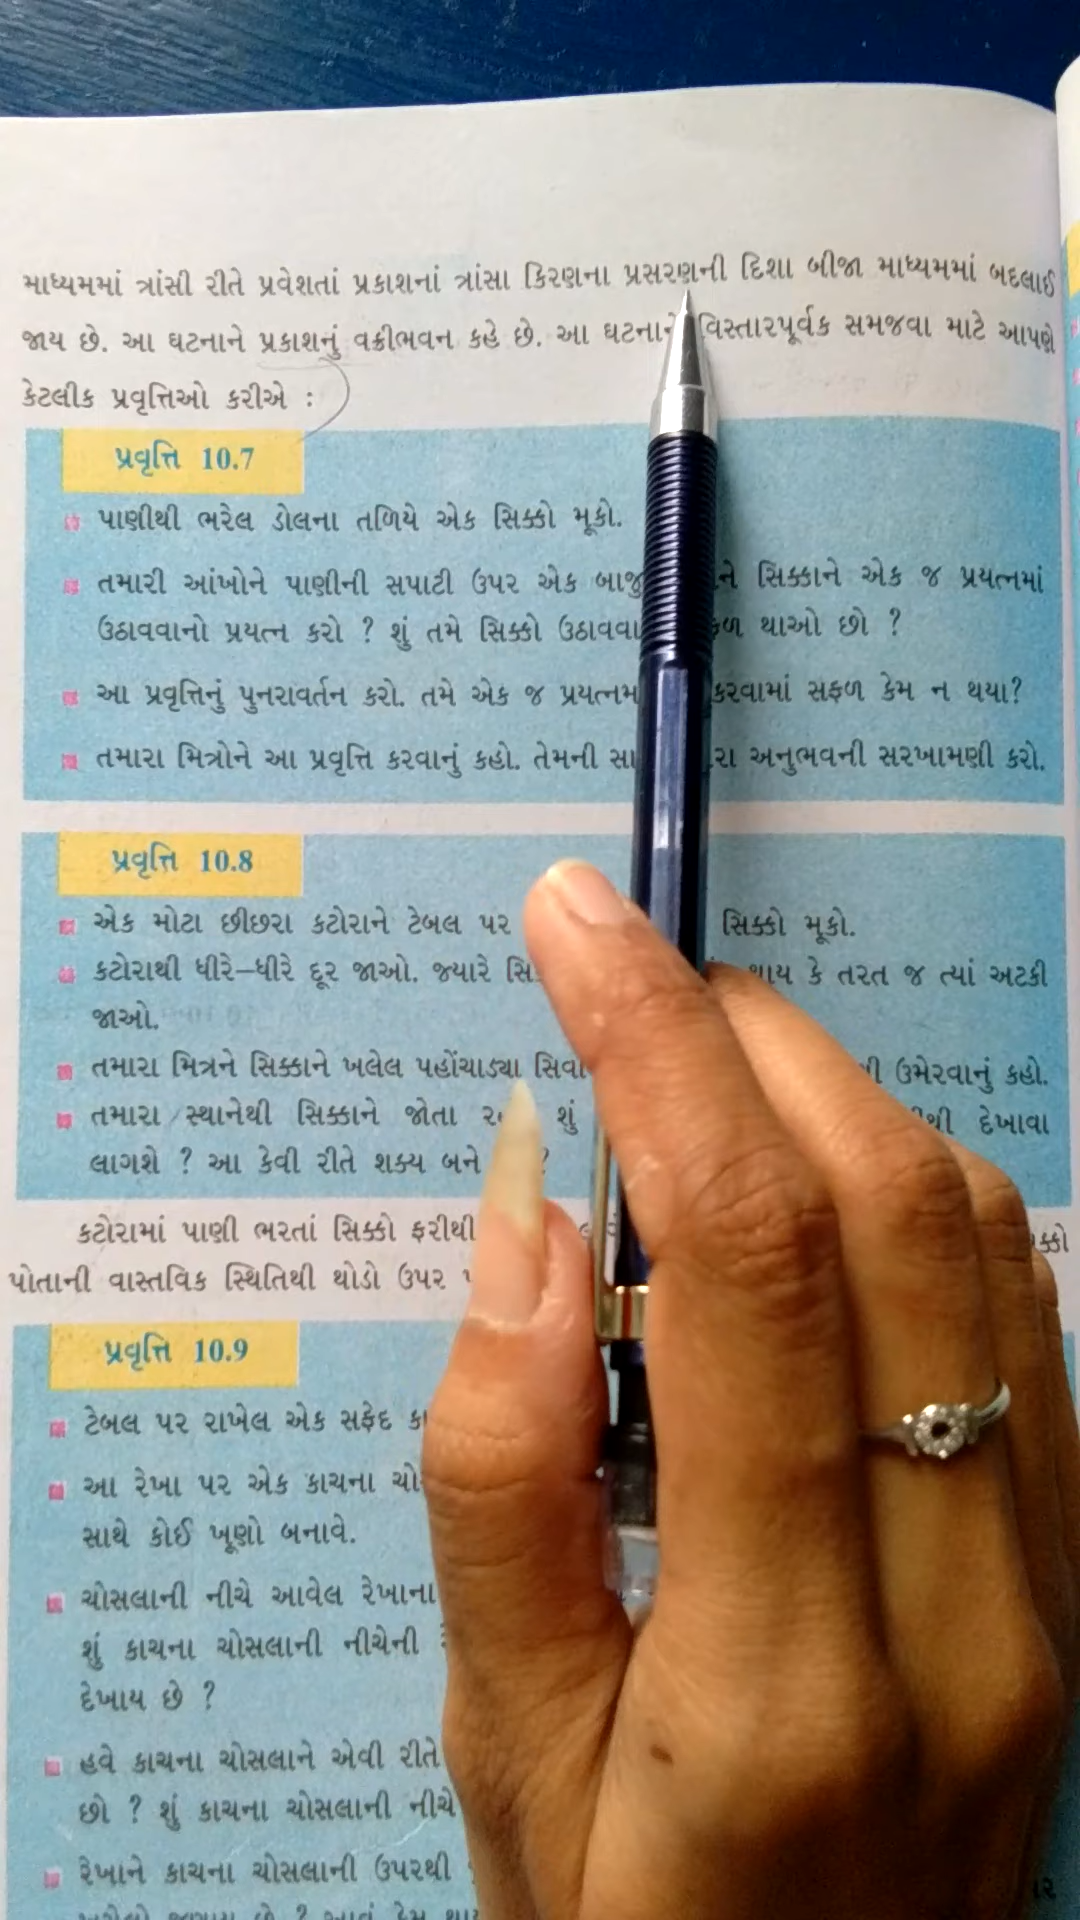 માધ્યમમાં ત્રાંસી રીતે પ્રવેશતાં પ્રકાશનાં ત્રાંસા કિરણના પ્રસરણની દિશા બીજા માધ્યમમાં બદલાઈ
જાય છે. આ ઘટનાને પ્રકાશનું વક્રીભવન કહે છે. આ ઘટનાને વિસ્તારપૂર્વક સમજવા માટે આપણે
કેટલીક પ્રવૃત્તિઓ કરીએ :
પ્રવૃત્તિ 10.7
પાણીથી ભરેલ ડોલના તળિયે એક સિક્કો મૂકો.
તમારી આંખોને પાણીની સપાટી ઉપર એક બાજુ સિક્કાને એક જ પ્રયત્નમાં
ઉઠાવવાનો પ્રયત્ન કરો ? શું તમે સિક્કો થાઓ છો ?
આ પ્રવૃત્તિનું પુનરાવર્તન કરો. તમે એક જ કરવામાં સફળ કેમ ન થયા?
તમારા મિત્રોને આ પ્રવૃત્તિ કરવાનું કહો. તેમની અનુભવની સરખામણી કરો.
પ્રવૃત્તિ 10.8
એક મોટા છીછરા કટોરાને ટેબલ પર સિક્કો મૂકો.
કટોરાથી ધીરે-ધીરે દૂર જાઓ. જ્યારે થાય કે તરત જ ત્યાં અટકી
જાઓ.
તમારા મિત્રને સિક્કાને ખલેલ પહોંચાડ્યા ઉમેરવાનું કહો.
તમારા સ્થાનેથી સિક્કાને જોતા શું દેખાવા
લાગશે ? આ કેવી રીતે શક્ય બને ?
કટોરામાં પાણી ભરતાં સિક્કો ફરીથી
પોતાની વાસ્તવિક સ્થિતિથી થોડો ઉપર
પ્રવૃત્તિ 10.9
ટેબલ પર રાખેલ એક સફેદ
આ રેખા પર એક કાચના
સાથે કોઈ ખૂણો બનાવે.
ચોસલાની નીચે આવેલ રેખાના
શું કાચના ચોસલાની નીચેની
દેખાય છે ?
હવે કાચના ચોસલાને એવી રીતે
છો ? શું કાચના ચોસલાની નીચે
રેખાને કાચના ચોસલાની ઉપરથી